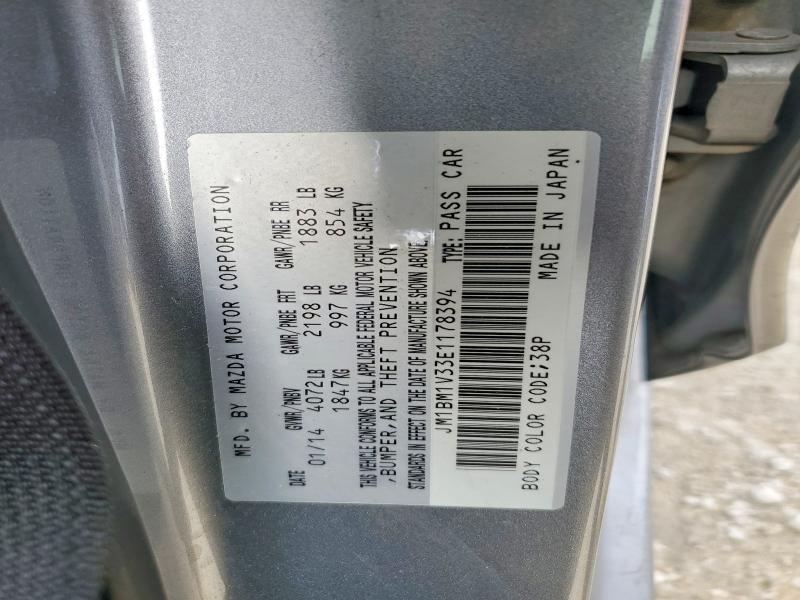 MFD. BY MAZDA MOTOR CORPORATION
DATE GVWR/PNBV GAWR/PNBE FRT GAWR/PNBE RR
01/14 4072LB 2198 LB 1883 LB
1847KG 997 KG 854 KG
THIS VEHICLE CONFORMS TO ALL APPLICABLE FEDERAL MOTOR VEHICLE SAFETY
,BUMPER,AND THEFT PREVENTION
STANDARDS IN EFFECT ON THE DATE OF MANUFACTURE SHOWN ABOVE.
JM1BM1V33E1178394 TYPE: PASS CAR
BODY COLOR CODE;38P MADE IN JAPAN